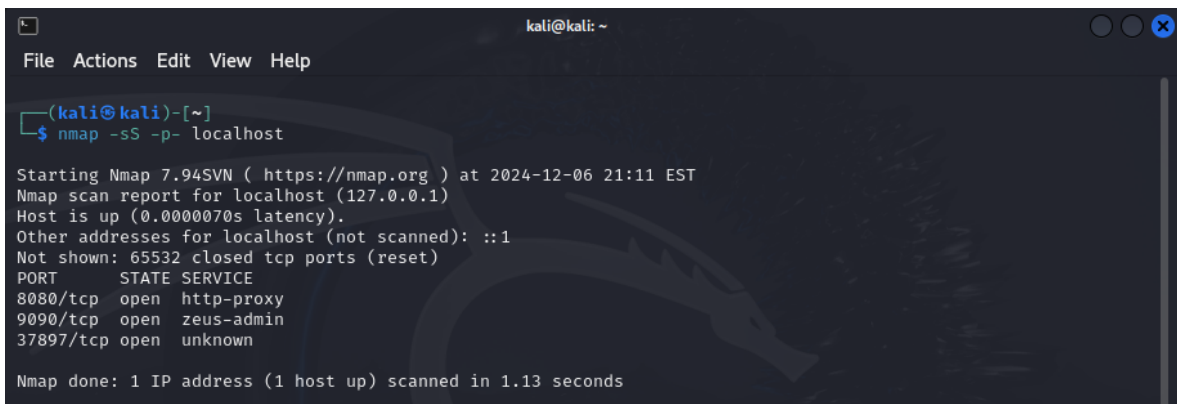 kali@kali: ~
File Actions Edit View Help
┌──(kali㉿kali)-[~]
└─$ nmap -sS -p- localhost
Starting Nmap 7.94SVN ( https://nmap.org ) at 2024-12-06 21:11 EST
Nmap scan report for localhost (127.0.0.1)
Host is up (0.0000070s latency).
Other addresses for localhost (not scanned): ::1
Not shown: 65532 closed tcp ports (reset)
PORT      STATE SERVICE
8080/tcp  open  http-proxy
9090/tcp  open  zeus-admin
37897/tcp open  unknown
Nmap done: 1 IP address (1 host up) scanned in 1.13 seconds